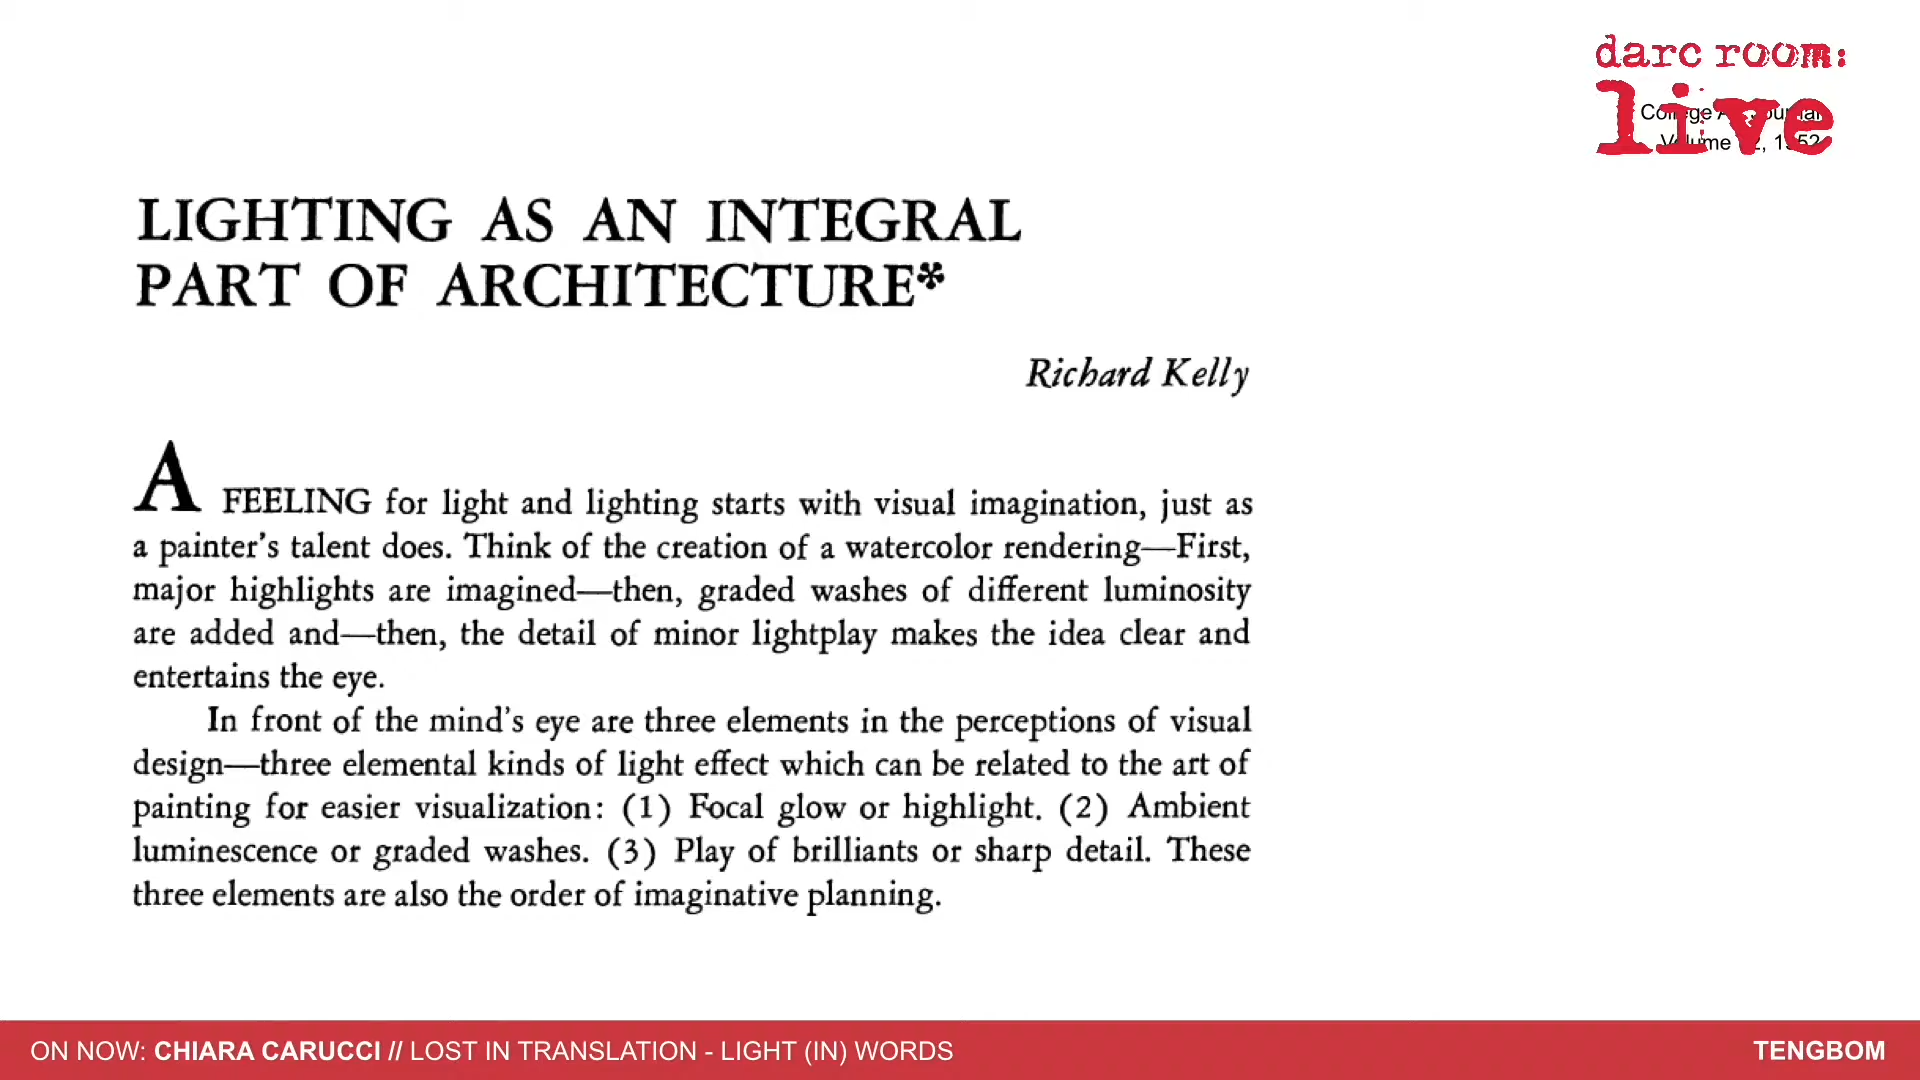 darc room:
live
LIGHTING AS AN INTEGRAL
PART OF ARCHITECTURE*
Richard Kelly
A FEELING for light and lighting starts with visual imagination, just as
a painter's talent does. Think of the creation of a watercolor rendering—First,
major highlights are imagined—then, graded washes of different luminosity
are added and—then, the detail of minor lightplay makes the idea clear and
entertains the eye.
In front of the mind's eye are three elements in the perceptions of visual
design—three elemental kinds of light effect which can be related to the art of
painting for easier visualization: (1) Focal glow or highlight. (2) Ambient
luminescence or graded washes. (3) Play of brilliants or sharp detail. These
three elements are also the order of imaginative planning.
ON NOW: CHIARA CARUCCI // LOST IN TRANSLATION - LIGHT (IN) WORDS
TENGBOM